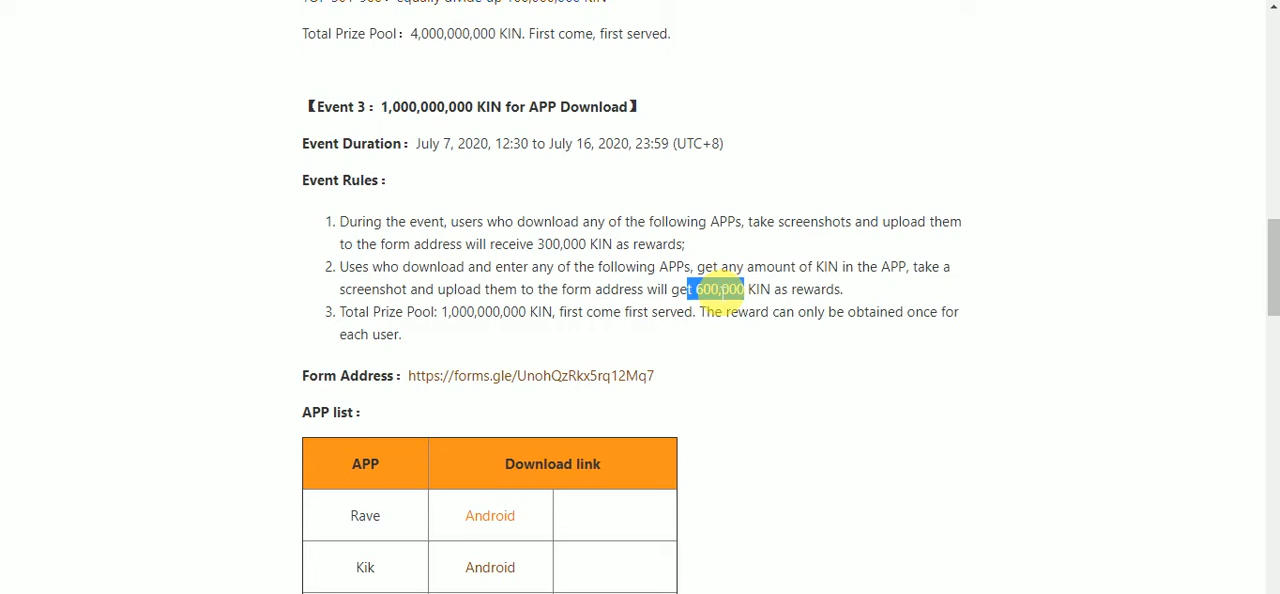 Total Prize Pool： 4,000,000,000 KIN. First come, first served.
【Event 3： 1,000,000,000 KIN for APP Download】
Event Duration： July 7, 2020, 12:30 to July 16, 2020, 23:59 (UTC+8)
Event Rules：
1. During the event, users who download any of the following APPs, take screenshots and upload them
to the form address will receive 300,000 KIN as rewards;
2. Uses who download and enter any of the following APPs, get any amount of KIN in the APP, take a
screenshot and upload them to the form address will get 600,000 KIN as rewards.
3. Total Prize Pool: 1,000,000,000 KIN, first come first served. The reward can only be obtained once for
each user.
Form Address： https://forms.gle/UnohQzRkx5rq12Mq7
APP list：
APP Download link
Rave Android
Kik Android